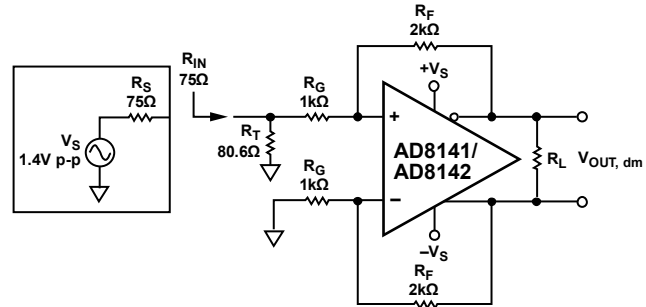 R_F
2kΩ
R_IN
75Ω
+V_S
R_S
75Ω
R_G
1kΩ
+
V_S
1.4V p-p
R_T
80.6Ω
AD8141/
AD8142
R_L
V_OUT, dm
R_G
1kΩ
–
–V_S
R_F
2kΩ